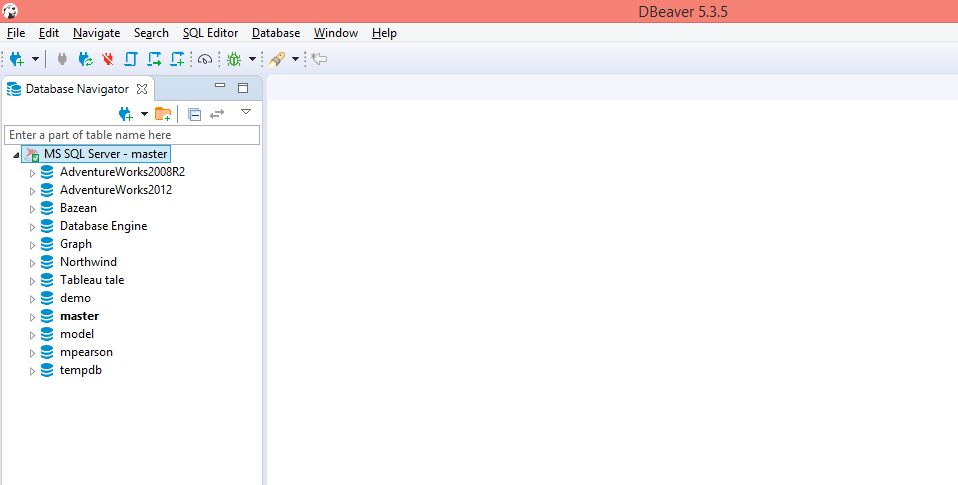 DBeaver 5.3.5
File Edit Navigate Search SQL Editor Database Window Help
Database Navigator
Enter a part of table name here
MS SQL Server - master
AdventureWorks2008R2
AdventureWorks2012
Bazean
Database Engine
Graph
Northwind
Tableau tale
demo
master
model
mpearson
tempdb